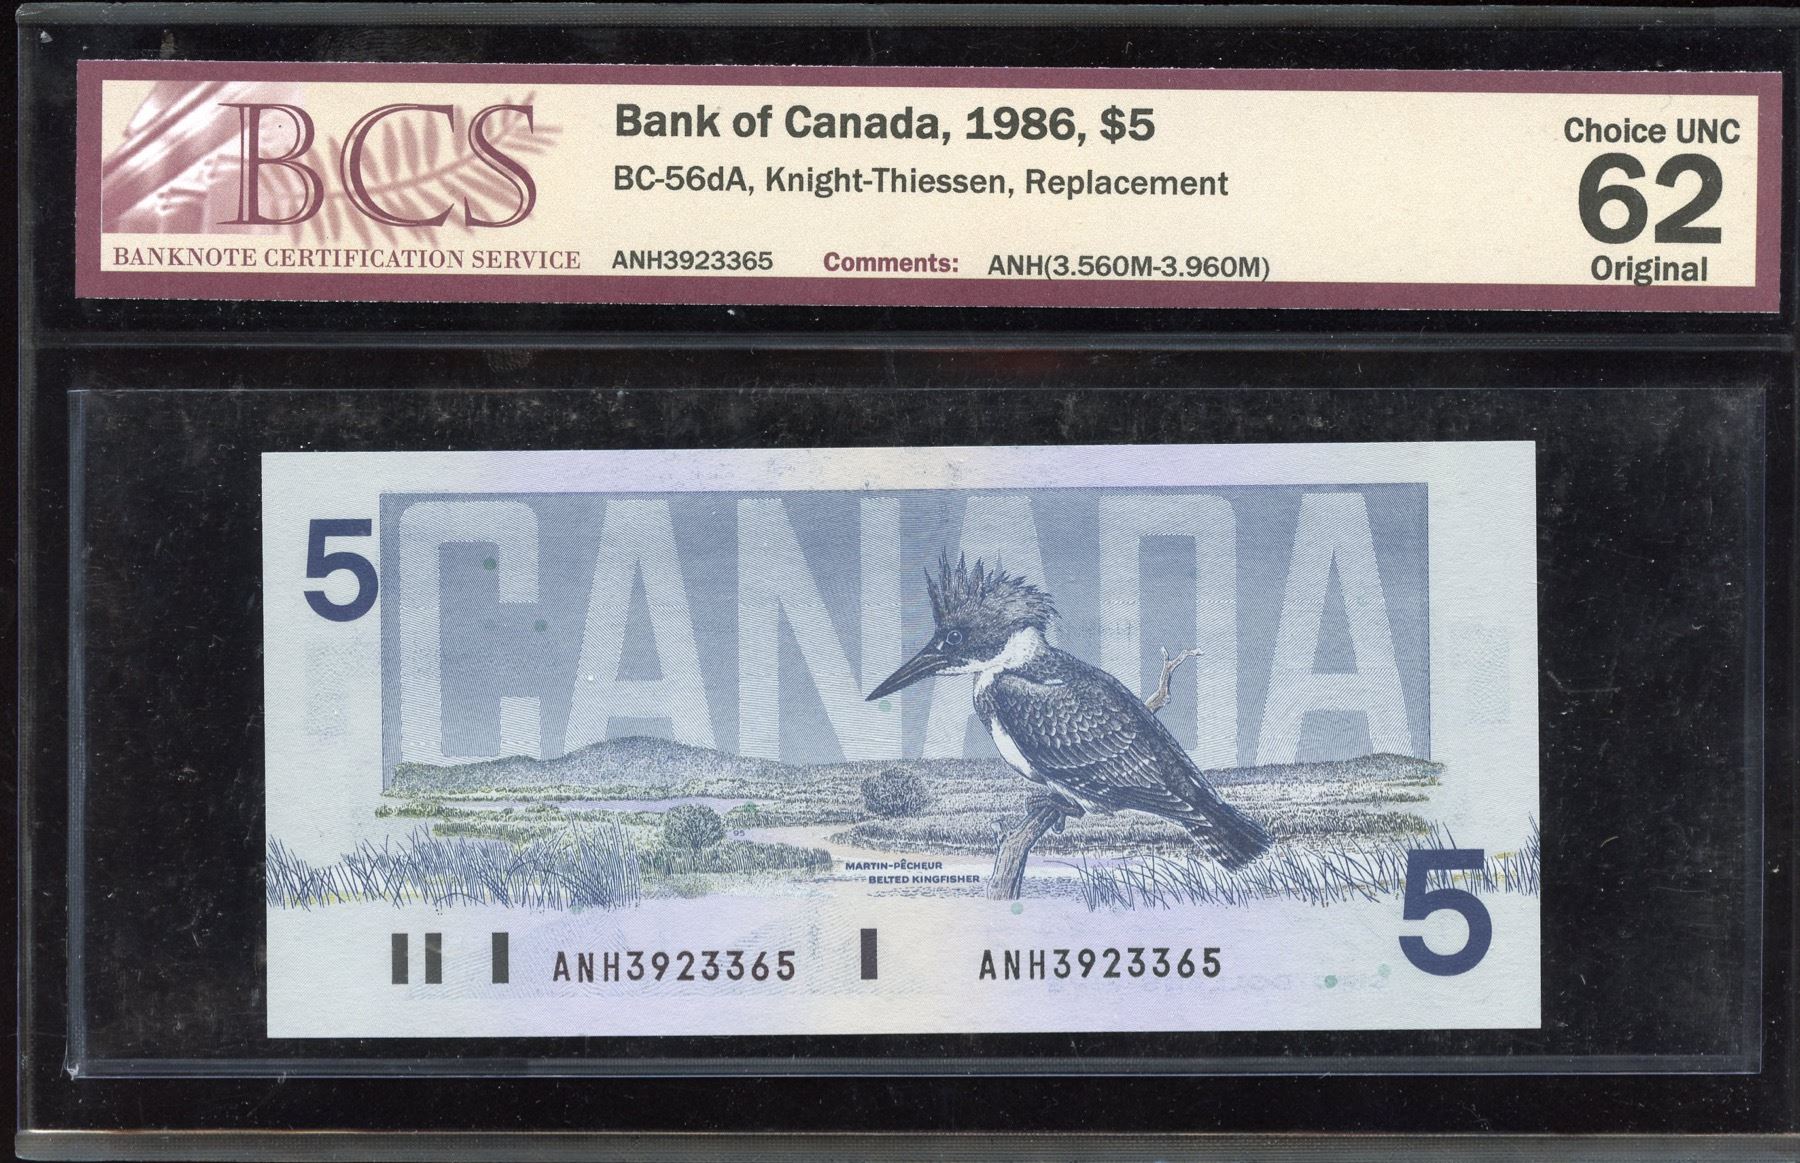 BCS
BANKNOTE CERTIFICATION SERVICE
Bank of Canada, 1986, $5
BC-56dA, Knight-Thiessen, Replacement
ANH3923365 Comments: ANH(3.560M-3.960M)
Choice UNC
62
Original
5
CANADA
95
MARTIN-PÊCHEUR
BELTED KINGFISHER
5
ANH3923365 ANH3923365